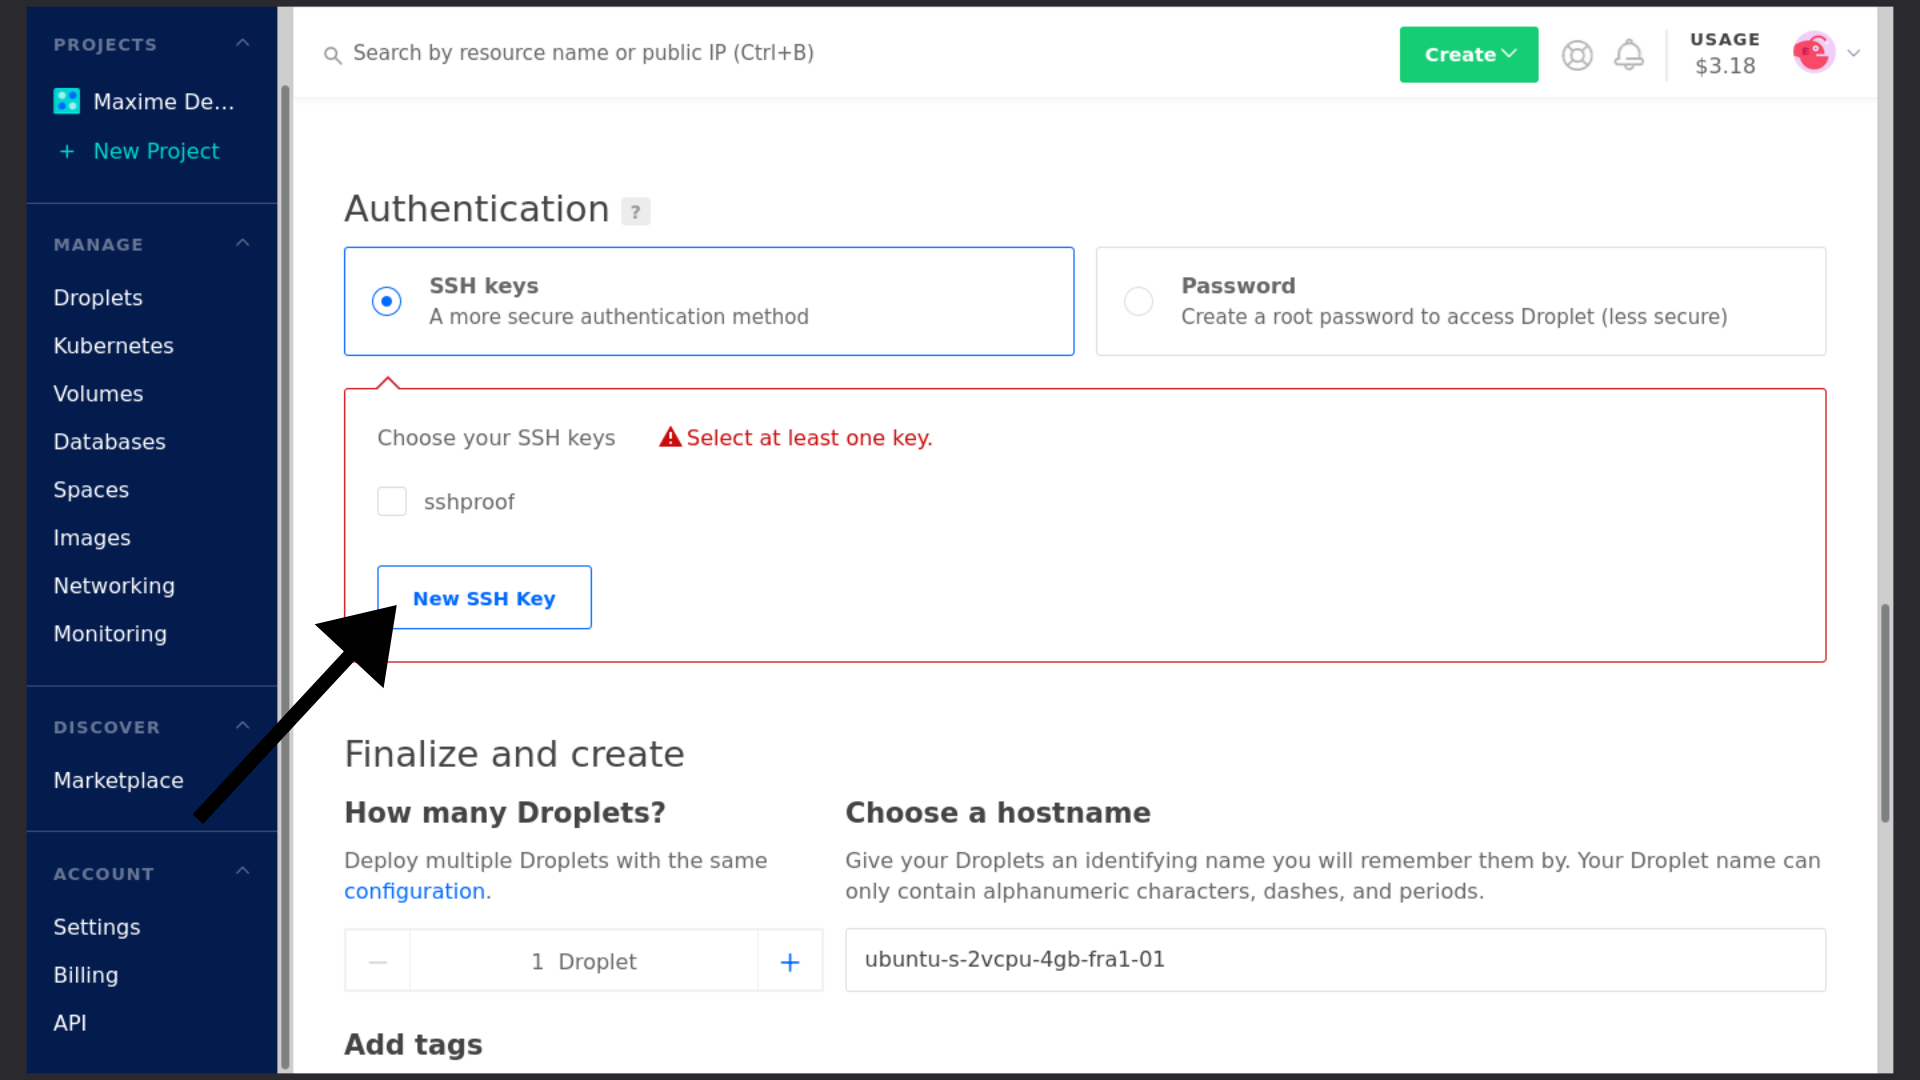 PROJECTS
Maxime De...
+ New Project
MANAGE
Droplets
Kubernetes
Volumes
Databases
Spaces
Images
Networking
Monitoring
DISCOVER
Marketplace
ACCOUNT
Settings
Billing
API
Search by resource name or public IP (Ctrl+B)
Create
USAGE
$3.18
Authentication ?
SSH keys
A more secure authentication method
Password
Create a root password to access Droplet (less secure)
Choose your SSH keys
Select at least one key.
sshproof
New SSH Key
Finalize and create
How many Droplets?
Deploy multiple Droplets with the same
configuration.
1 Droplet
Choose a hostname
Give your Droplets an identifying name you will remember them by. Your Droplet name can
only contain alphanumeric characters, dashes, and periods.
ubuntu-s-2vcpu-4gb-fra1-01
Add tags